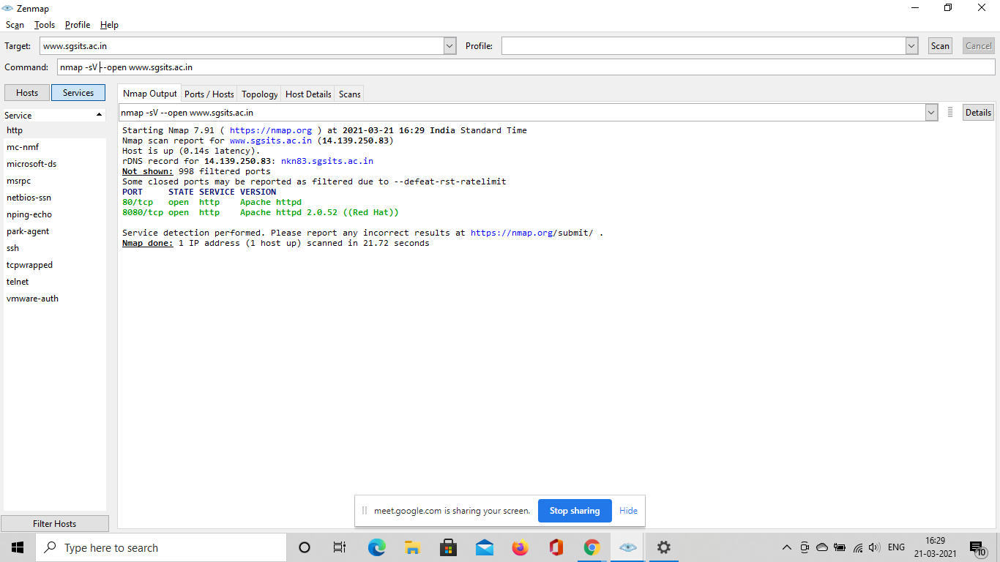 Zenmap
Scan Tools Profile Help
Target: www.sgsits.ac.in Profile: Scan Cancel
Command: nmap -sV --open www.sgsits.ac.in
Hosts Services
Nmap Output Ports / Hosts Topology Host Details Scans
Service
http
mc-nmf
microsoft-ds
msrpc
netbios-ssn
nping-echo
park-agent
ssh
tcpwrapped
telnet
vmware-auth
Filter Hosts
nmap -sV --open www.sgsits.ac.in Details
Starting Nmap 7.91 ( https://nmap.org ) at 2021-03-21 16:29 India Standard Time
Nmap scan report for www.sgsits.ac.in (14.139.250.83)
Host is up (0.14s latency).
rDNS record for 14.139.250.83: nkn83.sgsits.ac.in
Not shown: 998 filtered ports
Some closed ports may be reported as filtered due to --defeat-rst-ratelimit
PORT STATE SERVICE VERSION
80/tcp open http Apache httpd
8080/tcp open http Apache httpd 2.0.52 ((Red Hat))
Service detection performed. Please report any incorrect results at https://nmap.org/submit/ .
Nmap done: 1 IP address (1 host up) scanned in 21.72 seconds
meet.google.com is sharing your screen. Stop sharing Hide
Type here to search
ENG
16:29
21-03-2021
10